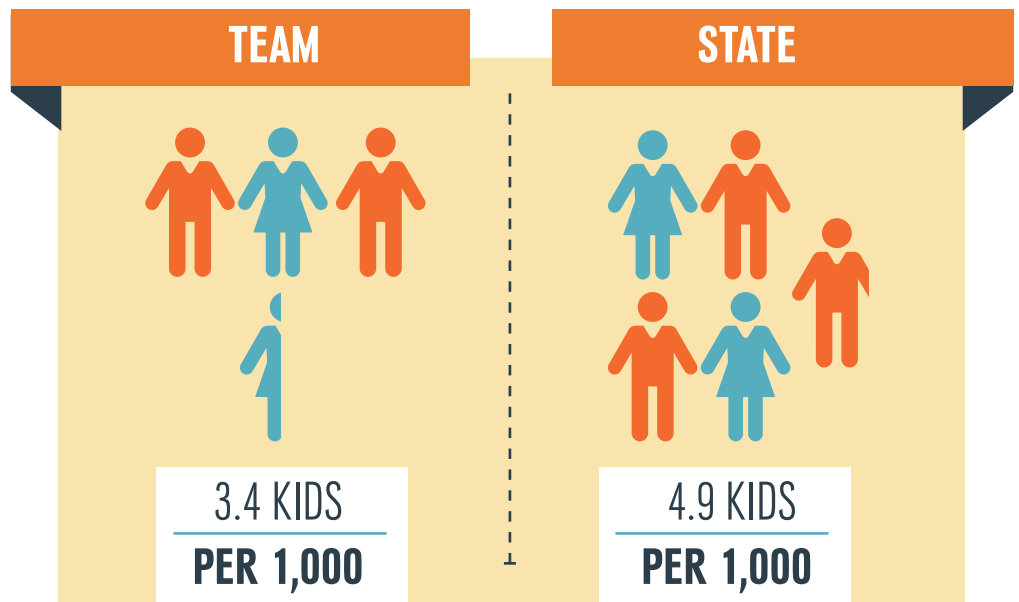 TEAM
3.4 KIDS
PER 1,000
STATE
4.9 KIDS
PER 1,000